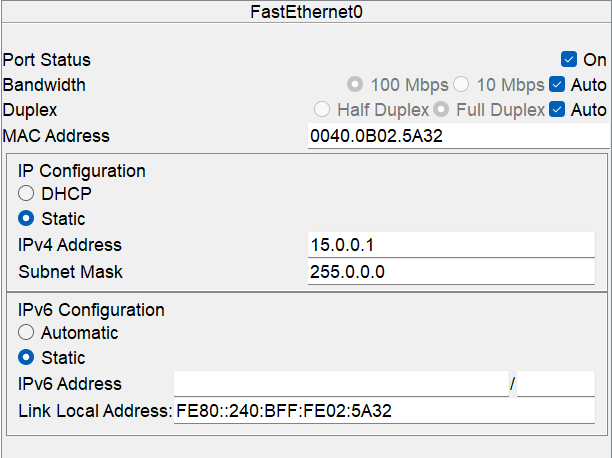 FastEthernet0
Port Status On
Bandwidth 100 Mbps 10 Mbps Auto
Duplex Half Duplex Full Duplex Auto
MAC Address 0040.0B02.5A32
IP Configuration
DHCP
Static
IPv4 Address 15.0.0.1
Subnet Mask 255.0.0.0
IPv6 Configuration
Automatic
Static
IPv6 Address /
Link Local Address: FE80::240:BFF:FE02:5A32